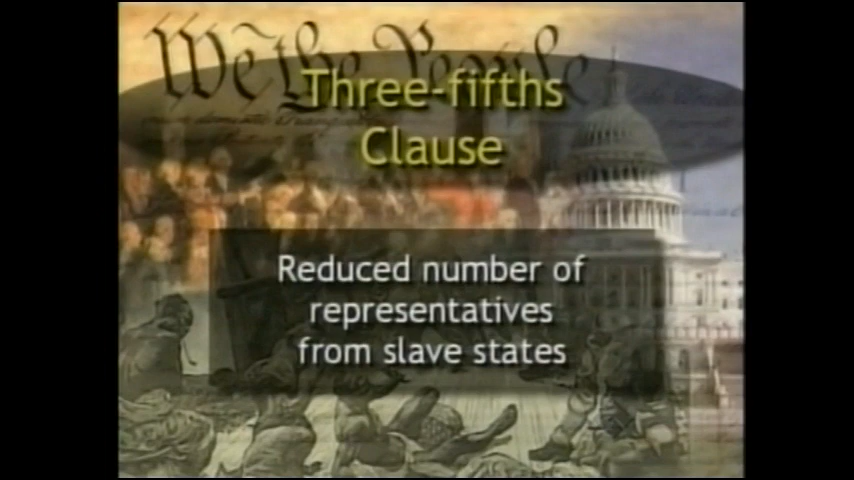 We the People
Three-fifths
Clause
Reduced number of
representatives
from slave states